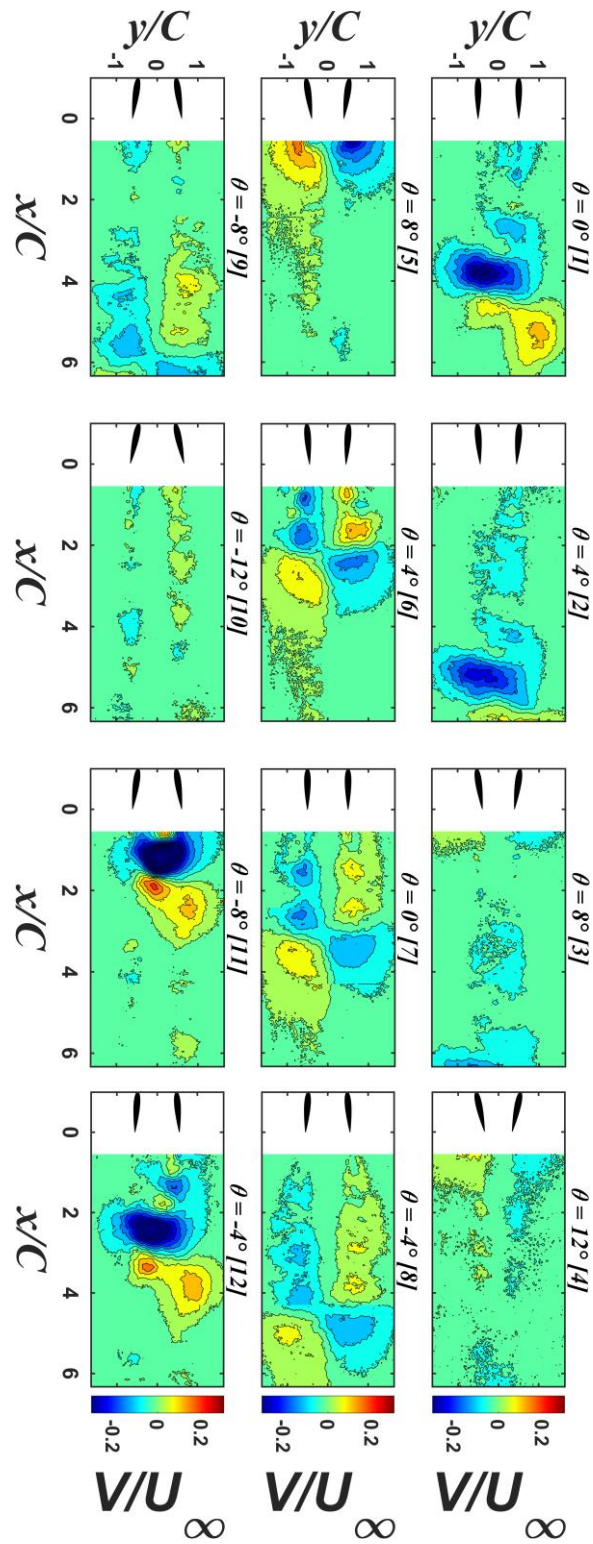 θ = 0° [1]
θ = 4° [2]
θ = 8° [3]
θ = 12° [4]
y/C
1
0
-1
0.2
0
-0.2
V/U∞
θ = 8° [5]
θ = 4° [6]
θ = 0° [7]
θ = -4° [8]
y/C
1
0
-1
0.2
0
-0.2
V/U∞
θ = -8° [9]
θ = -12° [10]
θ = -8° [11]
θ = -4° [12]
y/C
1
0
-1
0.2
0
-0.2
V/U∞
0 2 4 6
0 2 4 6
0 2 4 6
0 2 4 6
x/C
x/C
x/C
x/C